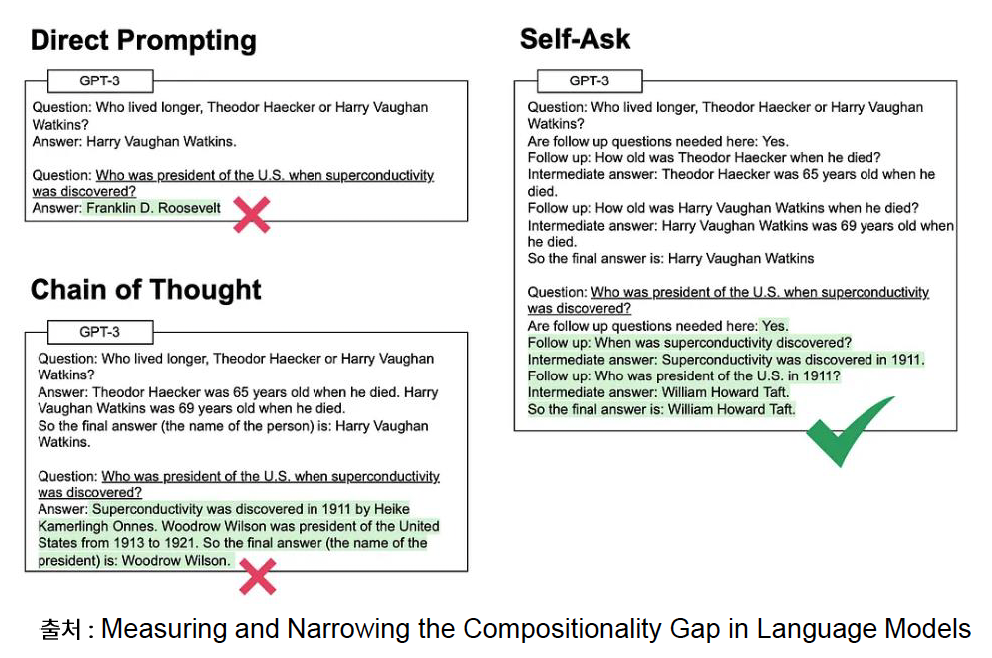 Direct Prompting
GPT-3
Question: Who lived longer, Theodor Haecker or Harry Vaughan
Watkins?
Answer: Harry Vaughan Watkins.
Question: Who was president of the U.S. when superconductivity
was discovered?
Answer: Franklin D. Roosevelt
Chain of Thought
GPT-3
Question: Who lived longer, Theodor Haecker or Harry Vaughan
Watkins?
Answer: Theodor Haecker was 65 years old when he died. Harry
Vaughan Watkins was 69 years old when he died.
So the final answer (the name of the person) is: Harry Vaughan
Watkins.
Question: Who was president of the U.S. when superconductivity
was discovered?
Answer: Superconductivity was discovered in 1911 by Heike
Kamerlingh Onnes. Woodrow Wilson was president of the United
States from 1913 to 1921. So the final answer (the name of the
president) is: Woodrow Wilson.
Self-Ask
GPT-3
Question: Who lived longer, Theodor Haecker or Harry Vaughan
Watkins?
Are follow up questions needed here: Yes.
Follow up: How old was Theodor Haecker when he died?
Intermediate answer: Theodor Haecker was 65 years old when he
died.
Follow up: How old was Harry Vaughan Watkins when he died?
Intermediate answer: Harry Vaughan Watkins was 69 years old when
he died.
So the final answer is: Harry Vaughan Watkins
Question: Who was president of the U.S. when superconductivity
was discovered?
Are follow up questions needed here: Yes.
Follow up: When was superconductivity discovered?
Intermediate answer: Superconductivity was discovered in 1911.
Follow up: Who was president of the U.S. in 1911?
Intermediate answer: William Howard Taft.
So the final answer is: William Howard Taft.
출처 : Measuring and Narrowing the Compositionality Gap in Language Models